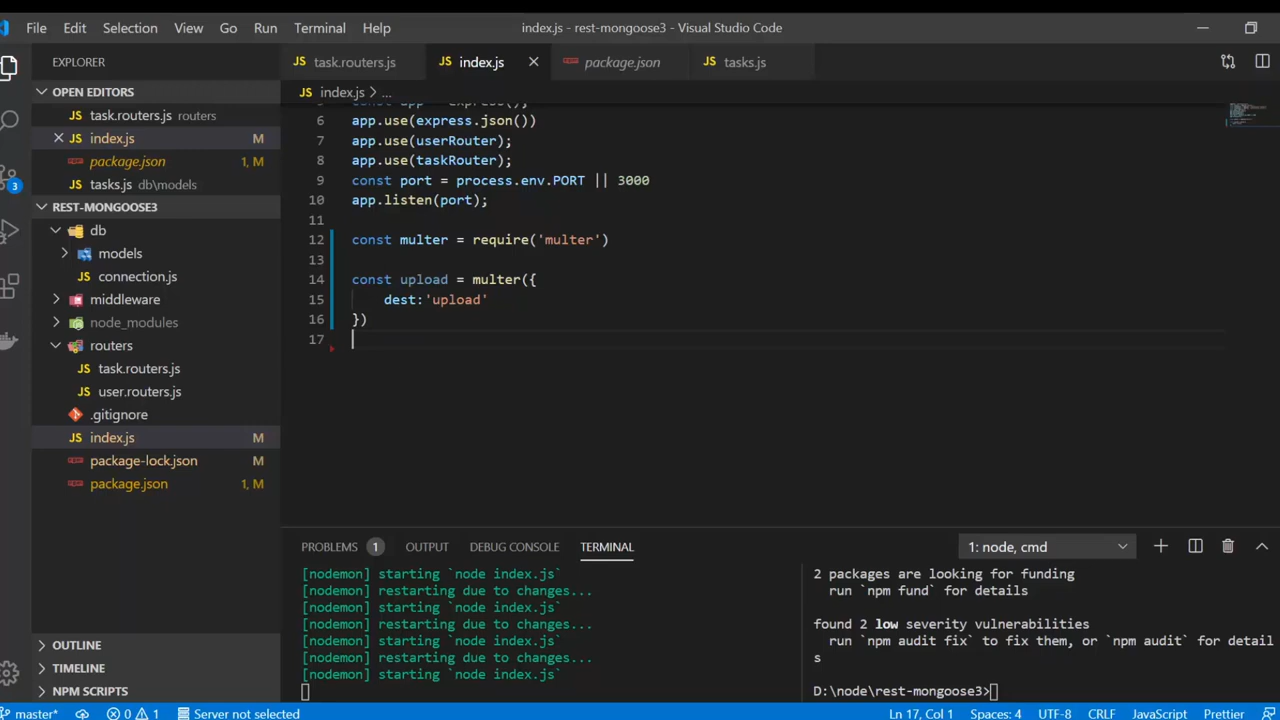 File Edit Selection View Go Run Terminal Help index.js - rest-mongoose3 - Visual Studio Code
EXPLORER
OPEN EDITORS
task.routers.js routers
index.js M
package.json 1, M
tasks.js db\models
REST-MONGOOSE3
db
models
connection.js
middleware
node_modules
routers
JS task.routers.js
JS user.routers.js
.gitignore
JS index.js M
package-lock.json M
package.json 1, M
OUTLINE
TIMELINE
NPM SCRIPTS
3
JS task.routers.js JS index.js package.json JS tasks.js
JS index.js > ...
5 const app = express();
6 app.use(express.json())
7 app.use(userRouter);
8 app.use(taskRouter);
9 const port = process.env.PORT || 3000
10 app.listen(port);
11
12 const multer = require('multer')
13
14 const upload = multer({
15 dest:'upload'
16 })
17
PROBLEMS 1 OUTPUT DEBUG CONSOLE TERMINAL 1: node, cmd
[nodemon] starting `node index.js`
[nodemon] restarting due to changes...
[nodemon] starting `node index.js`
[nodemon] restarting due to changes...
[nodemon] starting `node index.js`
[nodemon] restarting due to changes...
[nodemon] starting `node index.js`
2 packages are looking for funding
run `npm fund` for details
found 2 low severity vulnerabilities
run `npm audit fix` to fix them, or `npm audit` for detail
s
D:\node\rest-mongoose3>
master* 0 1 Server not selected Ln 17, Col 1 Spaces: 4 UTF-8 CRLF JavaScript Prettier